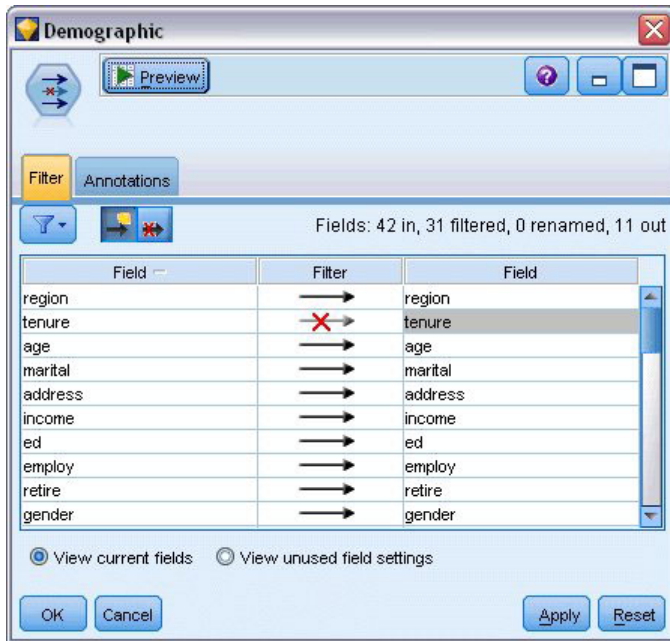 Demographic
Preview
Filter Annotations
Fields: 42 in, 31 filtered, 0 renamed, 11 out
Field Filter Field
region region
tenure tenure
age age
marital marital
address address
income income
ed ed
employ employ
retire retire
gender gender
View current fields View unused field settings
OK Cancel Apply Reset